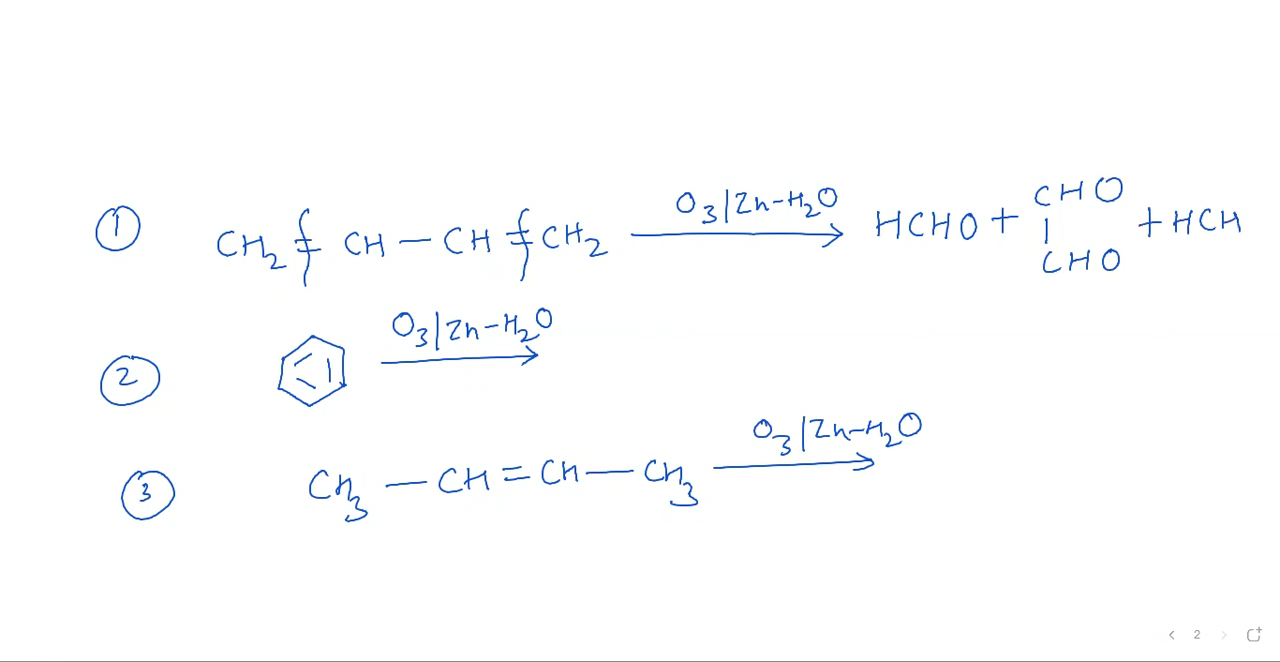 ① CH₂ = CH — CH = CH₂ O₃|Zn-H₂O → HCHO + CHO | CHO + HCH
② O₃|Zn-H₂O →
③ CH₃ — CH = CH — CH₃ O₃|Zn-H₂O →
2